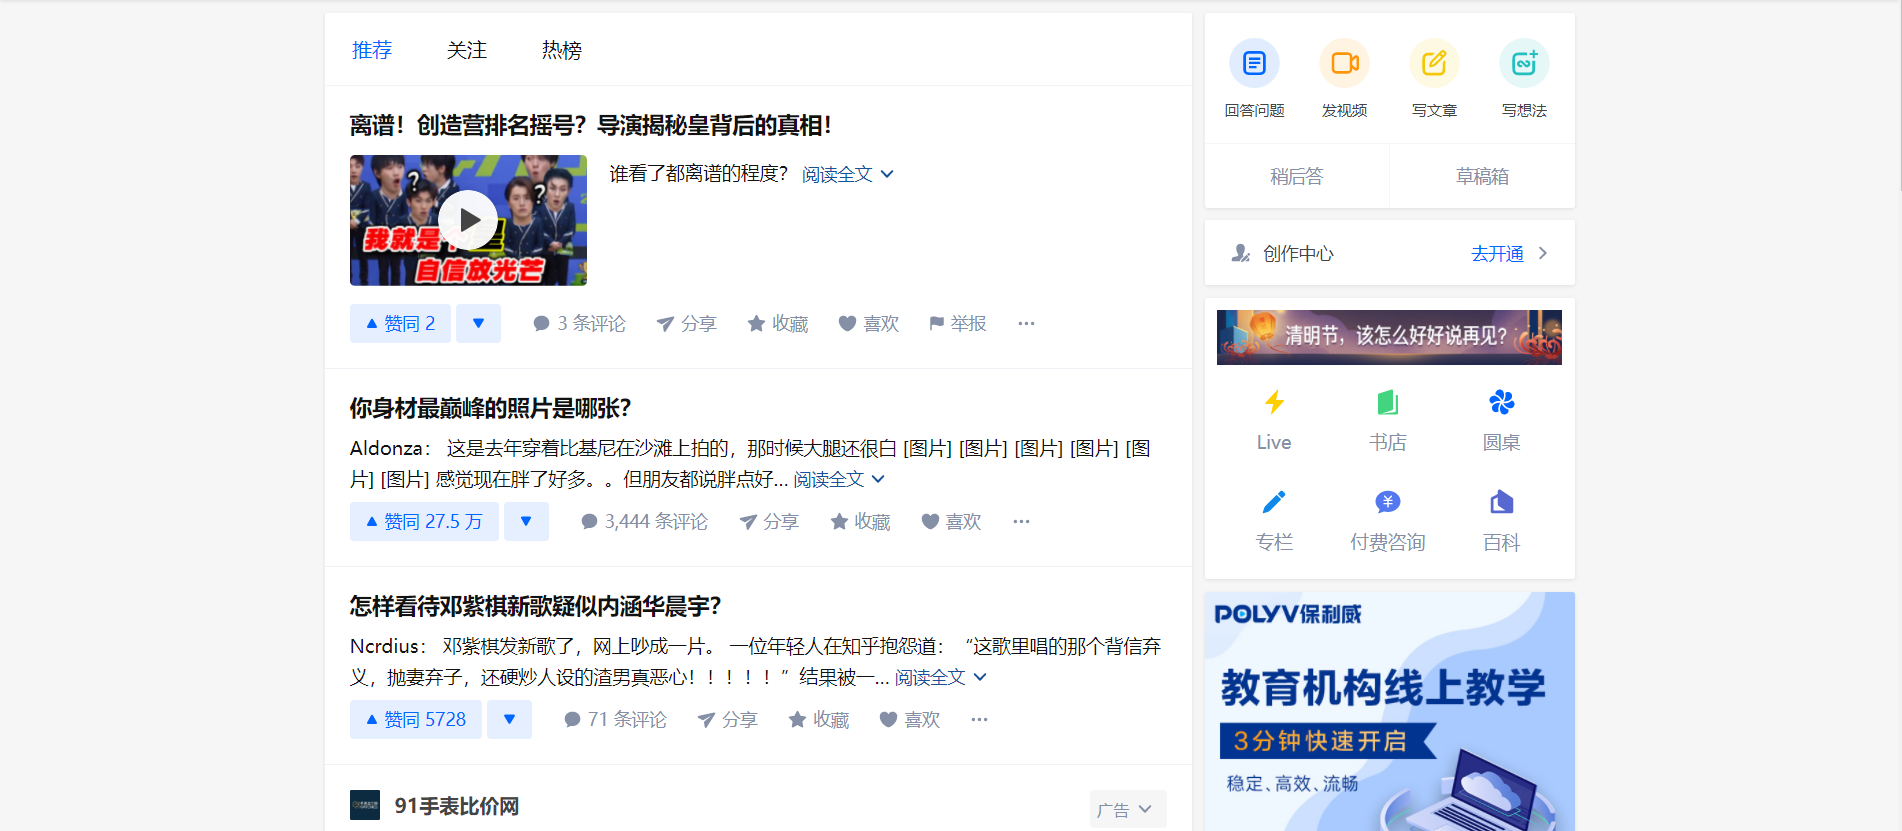 推荐 关注 热榜
离谱！创造营排名摇号？导演揭秘皇背后的真相！
谁看了都离谱的程度？ 阅读全文
?
?
我就是
自信放光芒
赞同 2 3 条评论 分享 收藏 喜欢 举报
你身材最巅峰的照片是哪张？
Aldonza： 这是去年穿着比基尼在沙滩上拍的，那时候大腿还很白 [图片] [图片] [图片] [图片] [图
片] [图片] 感觉现在胖了好多。。但朋友都说胖点好... 阅读全文
赞同 27.5 万 3,444 条评论 分享 收藏 喜欢
怎样看待邓紫棋新歌疑似内涵华晨宇？
Ncrdius： 邓紫棋发新歌了，网上吵成一片。 一位年轻人在知乎抱怨道：“这歌里唱的那个背信弃
义，抛妻弃子，还硬炒人设的渣男真恶心！！！！！”结果被一... 阅读全文
赞同 5728 71 条评论 分享 收藏 喜欢
91手表比价网 广告
回答问题 发视频 写文章 写想法
稍后答 草稿箱
创作中心 去开通
清明节，该怎么好好说再见？
Live 书店 圆桌
专栏 付费咨询 百科
POLYV保利威
教育机构线上教学
3分钟快速开启
稳定、高效、流畅